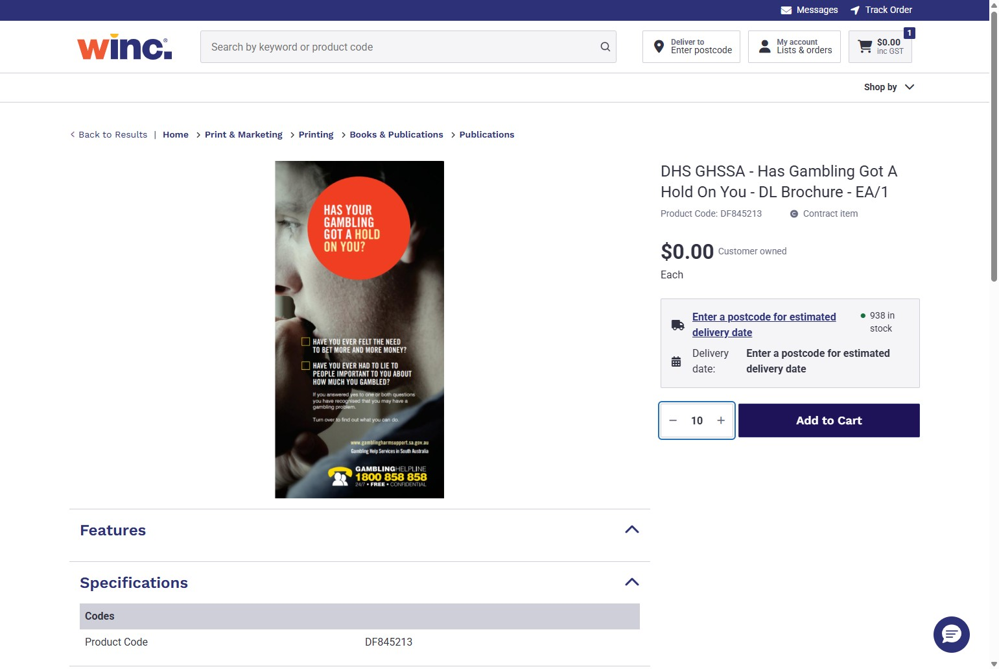 Messages
Track Order
winc.®
Search by keyword or product code
Deliver to
Enter postcode
My account
Lists & orders
$0.00
inc GST
1
Shop by
Back to Results | Home > Print & Marketing > Printing > Books & Publications > Publications
HAS YOUR
GAMBLING
GOT A HOLD
ON YOU?
HAVE YOU EVER FELT THE NEED
TO BET MORE AND MORE MONEY?
HAVE YOU EVER HAD TO LIE TO
PEOPLE IMPORTANT TO YOU ABOUT
HOW MUCH YOU GAMBLED?
If you answered yes to one or both questions
you have recognised that you may have a
gambling problem.
Turn over to find out what you can do.
www.gamblingharmsupport.sa.gov.au
Gambling Help Services in South Australia
GAMBLINGHELPLINE
1800 858 858
24/7 • FREE • CONFIDENTIAL
DHS GHSSA - Has Gambling Got A
Hold On You - DL Brochure - EA/1
Product Code: DF845213
C Contract item
$0.00 Customer owned
Each
Enter a postcode for estimated
delivery date
938 in
stock
Delivery
date:
Enter a postcode for estimated
delivery date
− 10 +
Add to Cart
Features
Specifications
Codes
Product Code DF845213